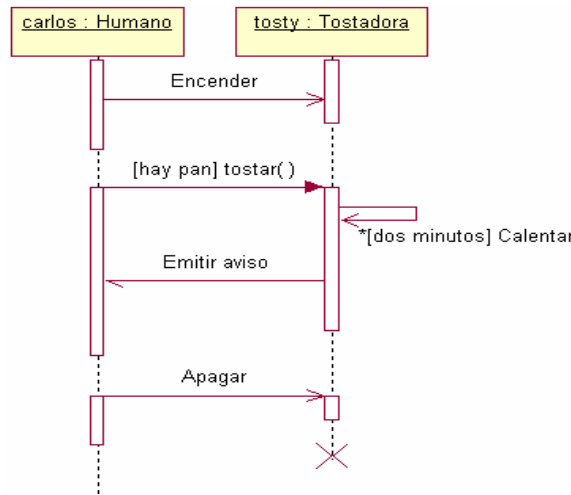 carlos : Humano
tosty : Tostadora
Encender
[hay pan] tostar( )
*[dos minutos] Calentar
Emitir aviso
Apagar